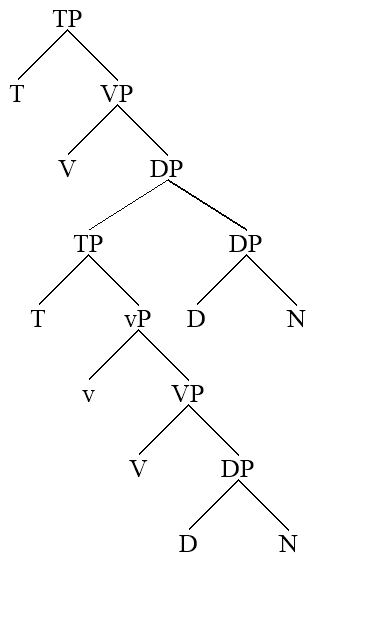 TP
T VP
V DP
TP DP
T vP D N
v VP
V DP
D N